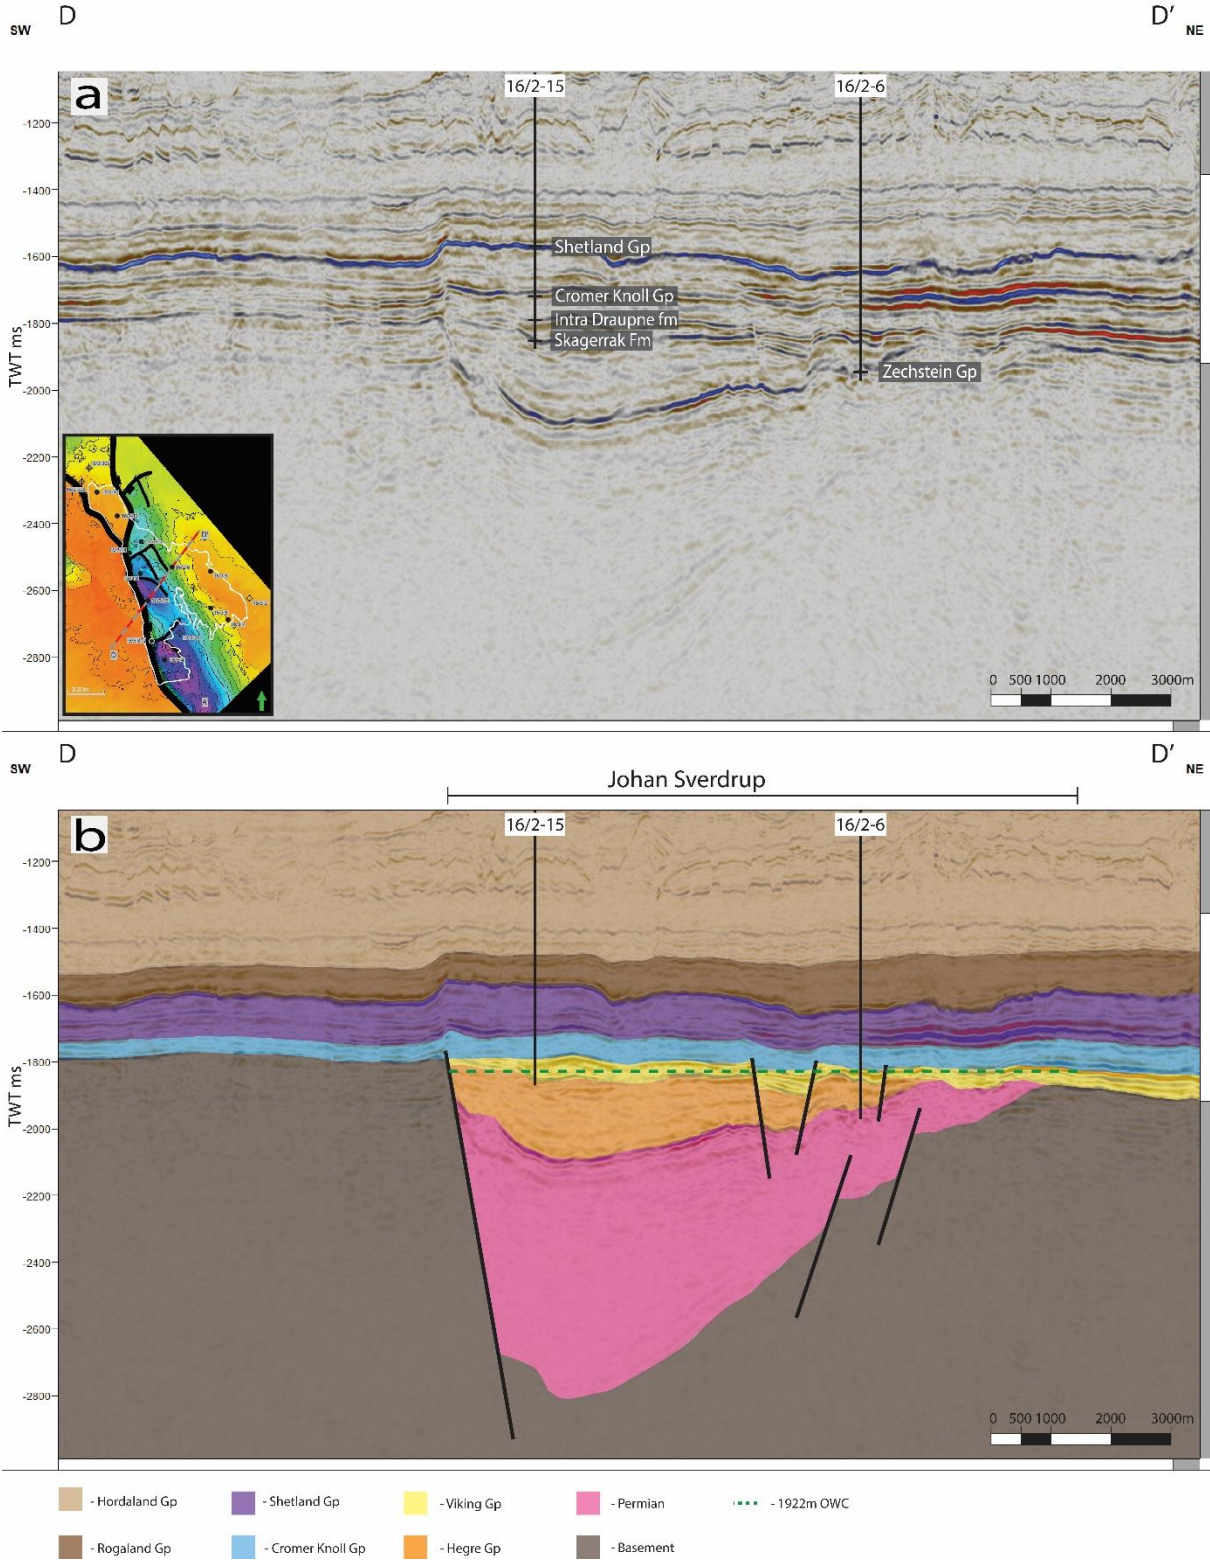 D D'
SW NE
a
16/2-15 16/2-6
-1200
-1400
Shetland Gp
-1600
Cromer Knoll Gp
Intra Draupne fm
-1800
Skagerrak Fm
Zechstein Gp
TWT ms
-2000
-2200
-2400
-2600
-2800
D'
D
0 500 1000 2000 3000m
D D'
SW NE
Johan Sverdrup
b
16/2-15 16/2-6
-1200
-1400
-1600
-1800
TWT ms
-2000
-2200
-2400
-2600
-2800
0 500 1000 2000 3000m
- Hordaland Gp - Shetland Gp - Viking Gp - Permian - 1922m OWC
- Rogaland Gp - Cromer Knoll Gp - Hegre Gp - Basement